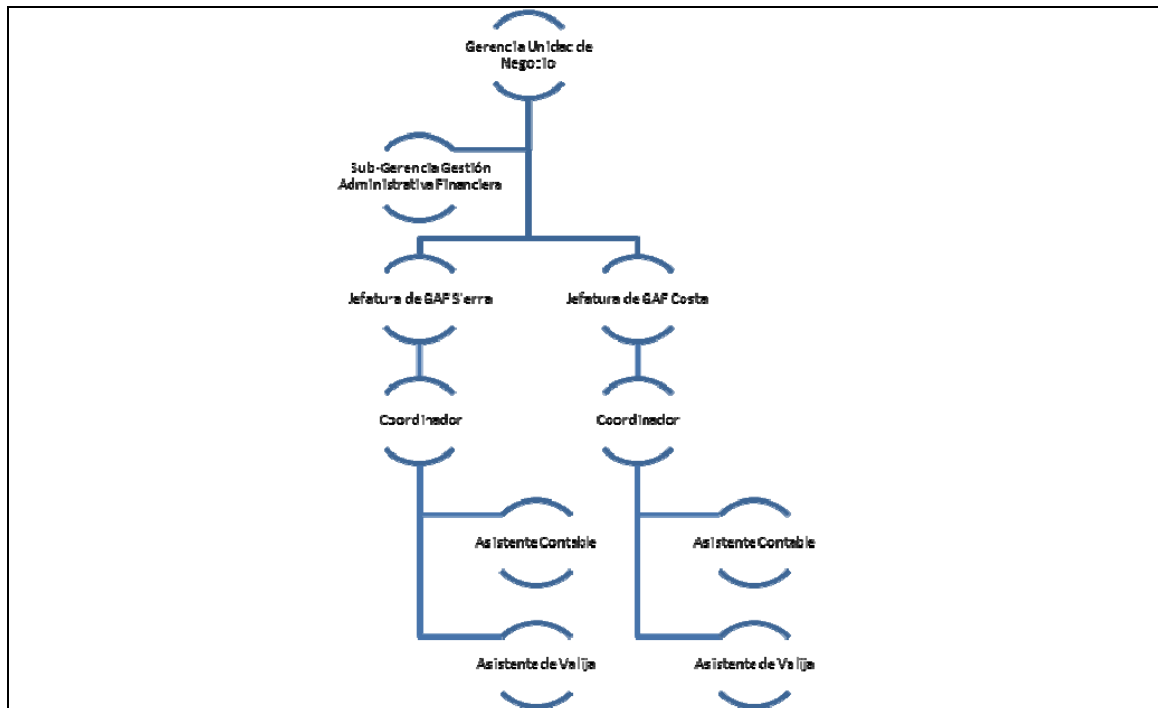 Gerencia Unidad de
Negocio
Sub-Gerencia Gestión
Administrativa Financiera
Jefatura de GAF Sierra
Jefatura de GAF Costa
Coordinador
Coordinador
Asistente Contable
Asistente Contable
Asistente de Valija
Asistente de Valija